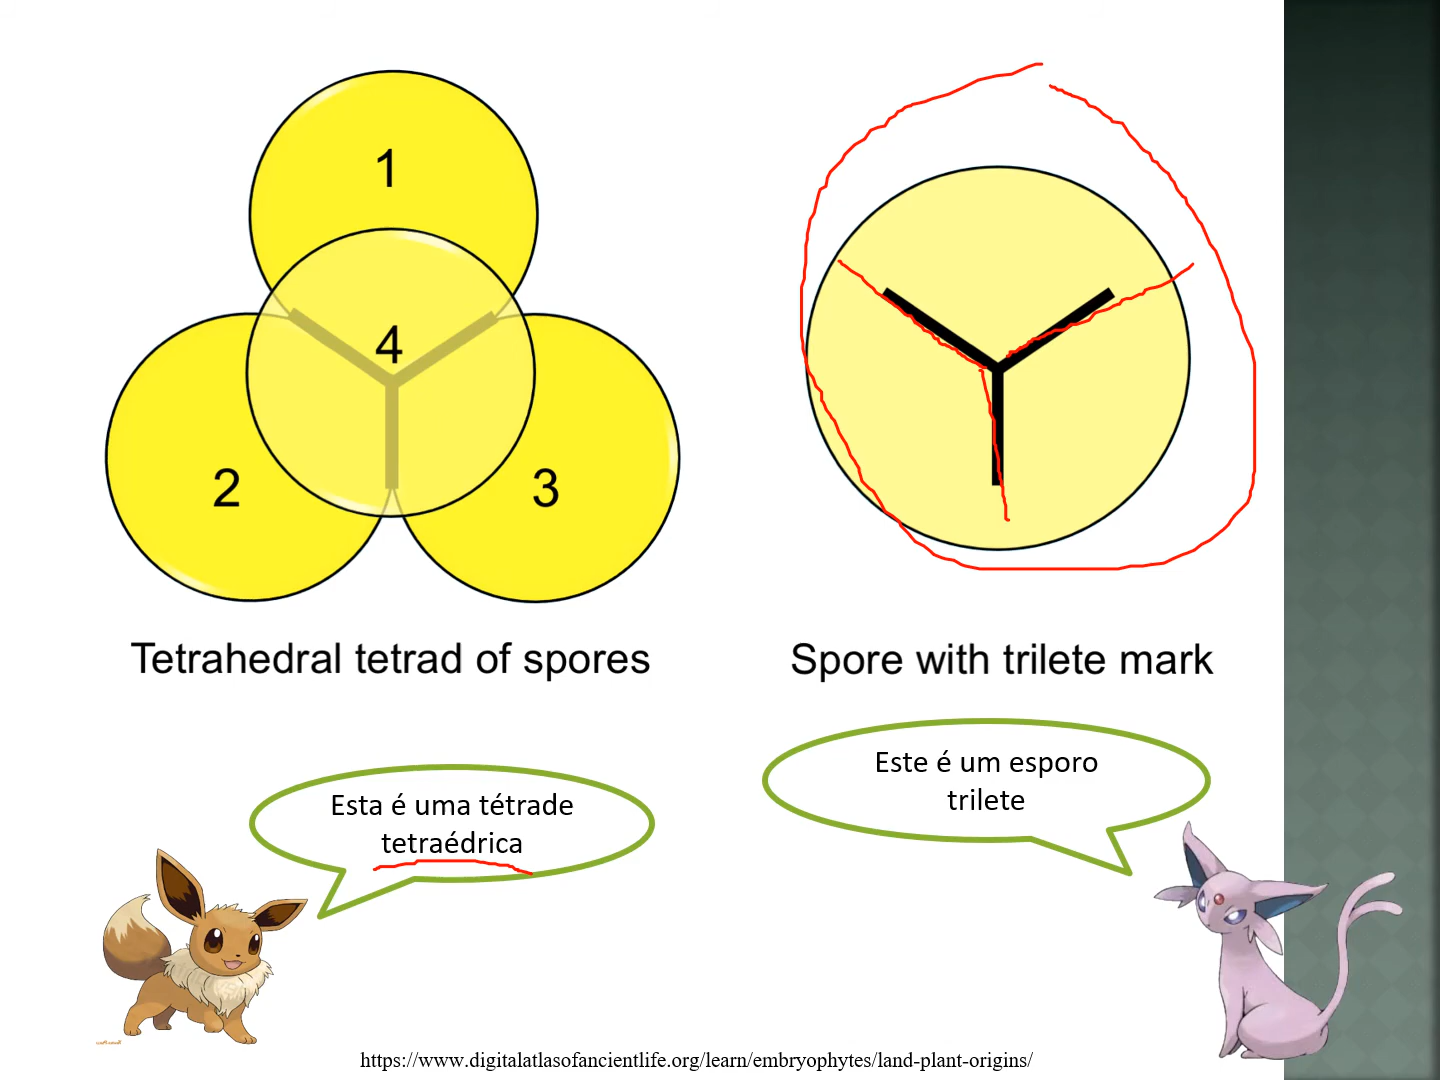 1
4
2
3
Tetrahedral tetrad of spores
Spore with trilete mark
Esta é uma tétrade
tetraédrica
Este é um esporo
trilete
https://www.digitalatlasofancientlife.org/learn/embryophytes/land-plant-origins/